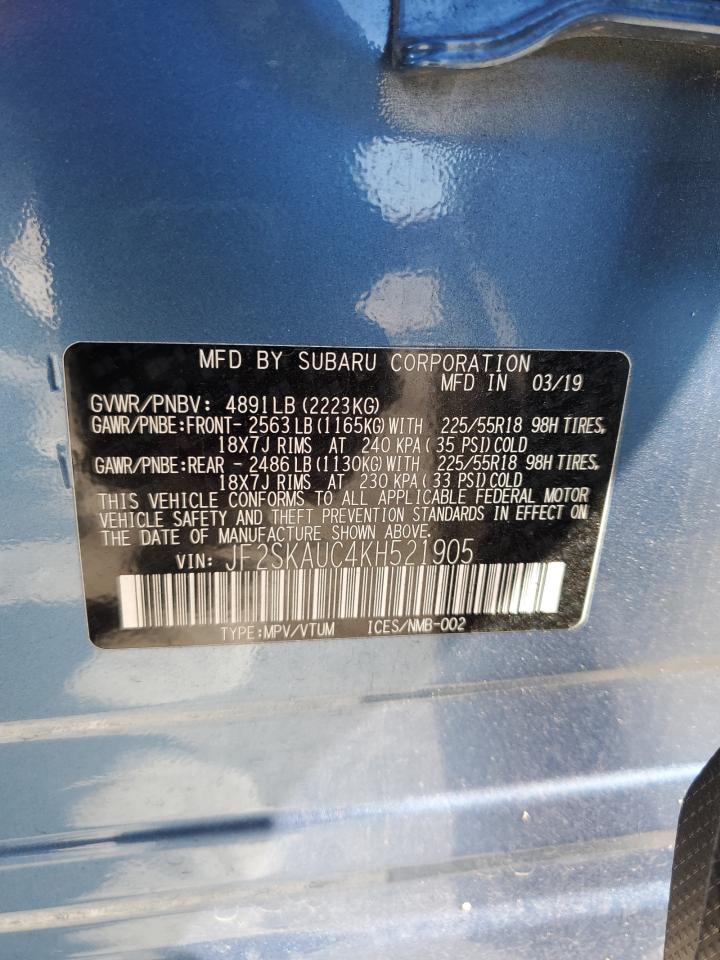 MFD BY SUBARU CORPORATION
MFD IN 03/19
GVWR/PNBV: 4891LB (2223KG)
GAWR/PNBE:FRONT- 2563LB (1165KG) WITH 225/55R18 98H TIRES,
18X7J RIMS AT 240 KPA ( 35 PSI) COLD
GAWR/PNBE:REAR - 2486LB (1130KG) WITH 225/55R18 98H TIRES,
18X7J RIMS AT 230 KPA ( 33 PSI) COLD
THIS VEHICLE CONFORMS TO ALL APPLICABLE FEDERAL MOTOR
VEHICLE SAFETY AND THEFT PREVENTION STANDARDS IN EFFECT ON
THE DATE OF MANUFACTURE SHOWN ABOVE.
VIN: JF2SKAUC4KH521905
TYPE:MPV/VTUM ICES/NMB-002